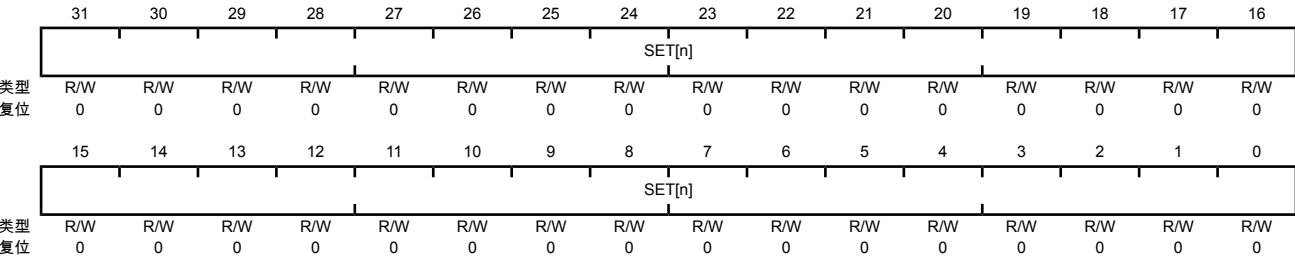 31 30 29 28 27 26 25 24 23 22 21 20 19 18 17 16
SET[n]
类型 R/W R/W R/W R/W R/W R/W R/W R/W R/W R/W R/W R/W R/W R/W R/W R/W
复位 0 0 0 0 0 0 0 0 0 0 0 0 0 0 0 0
15 14 13 12 11 10 9 8 7 6 5 4 3 2 1 0
SET[n]
类型 R/W R/W R/W R/W R/W R/W R/W R/W R/W R/W R/W R/W R/W R/W R/W R/W
复位 0 0 0 0 0 0 0 0 0 0 0 0 0 0 0 0